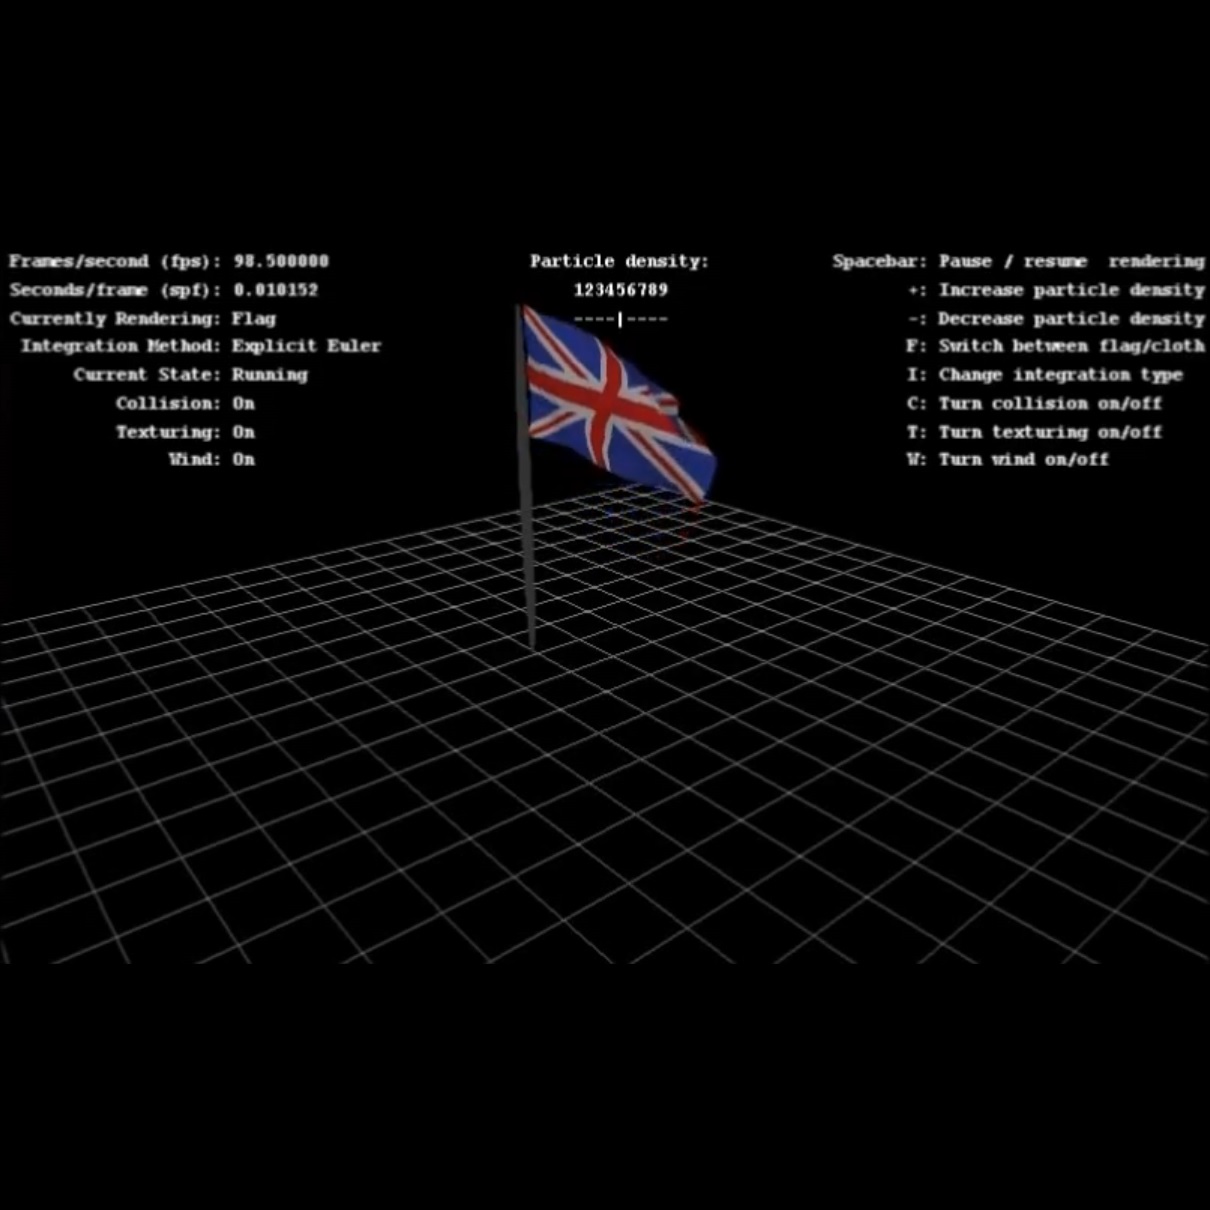 Frames/second (fps): 98.500000
Seconds/frame (spf): 0.010152
Currently Rendering: Flag
Integration Method: Explicit Euler
Current State: Running
Collision: On
Texturing: On
Wind: On
Particle density:
123456789
----|----
Spacebar: Pause / resume rendering
+: Increase particle density
-: Decrease particle density
F: Switch between flag/cloth
I: Change integration type
C: Turn collision on/off
T: Turn texturing on/off
W: Turn wind on/off